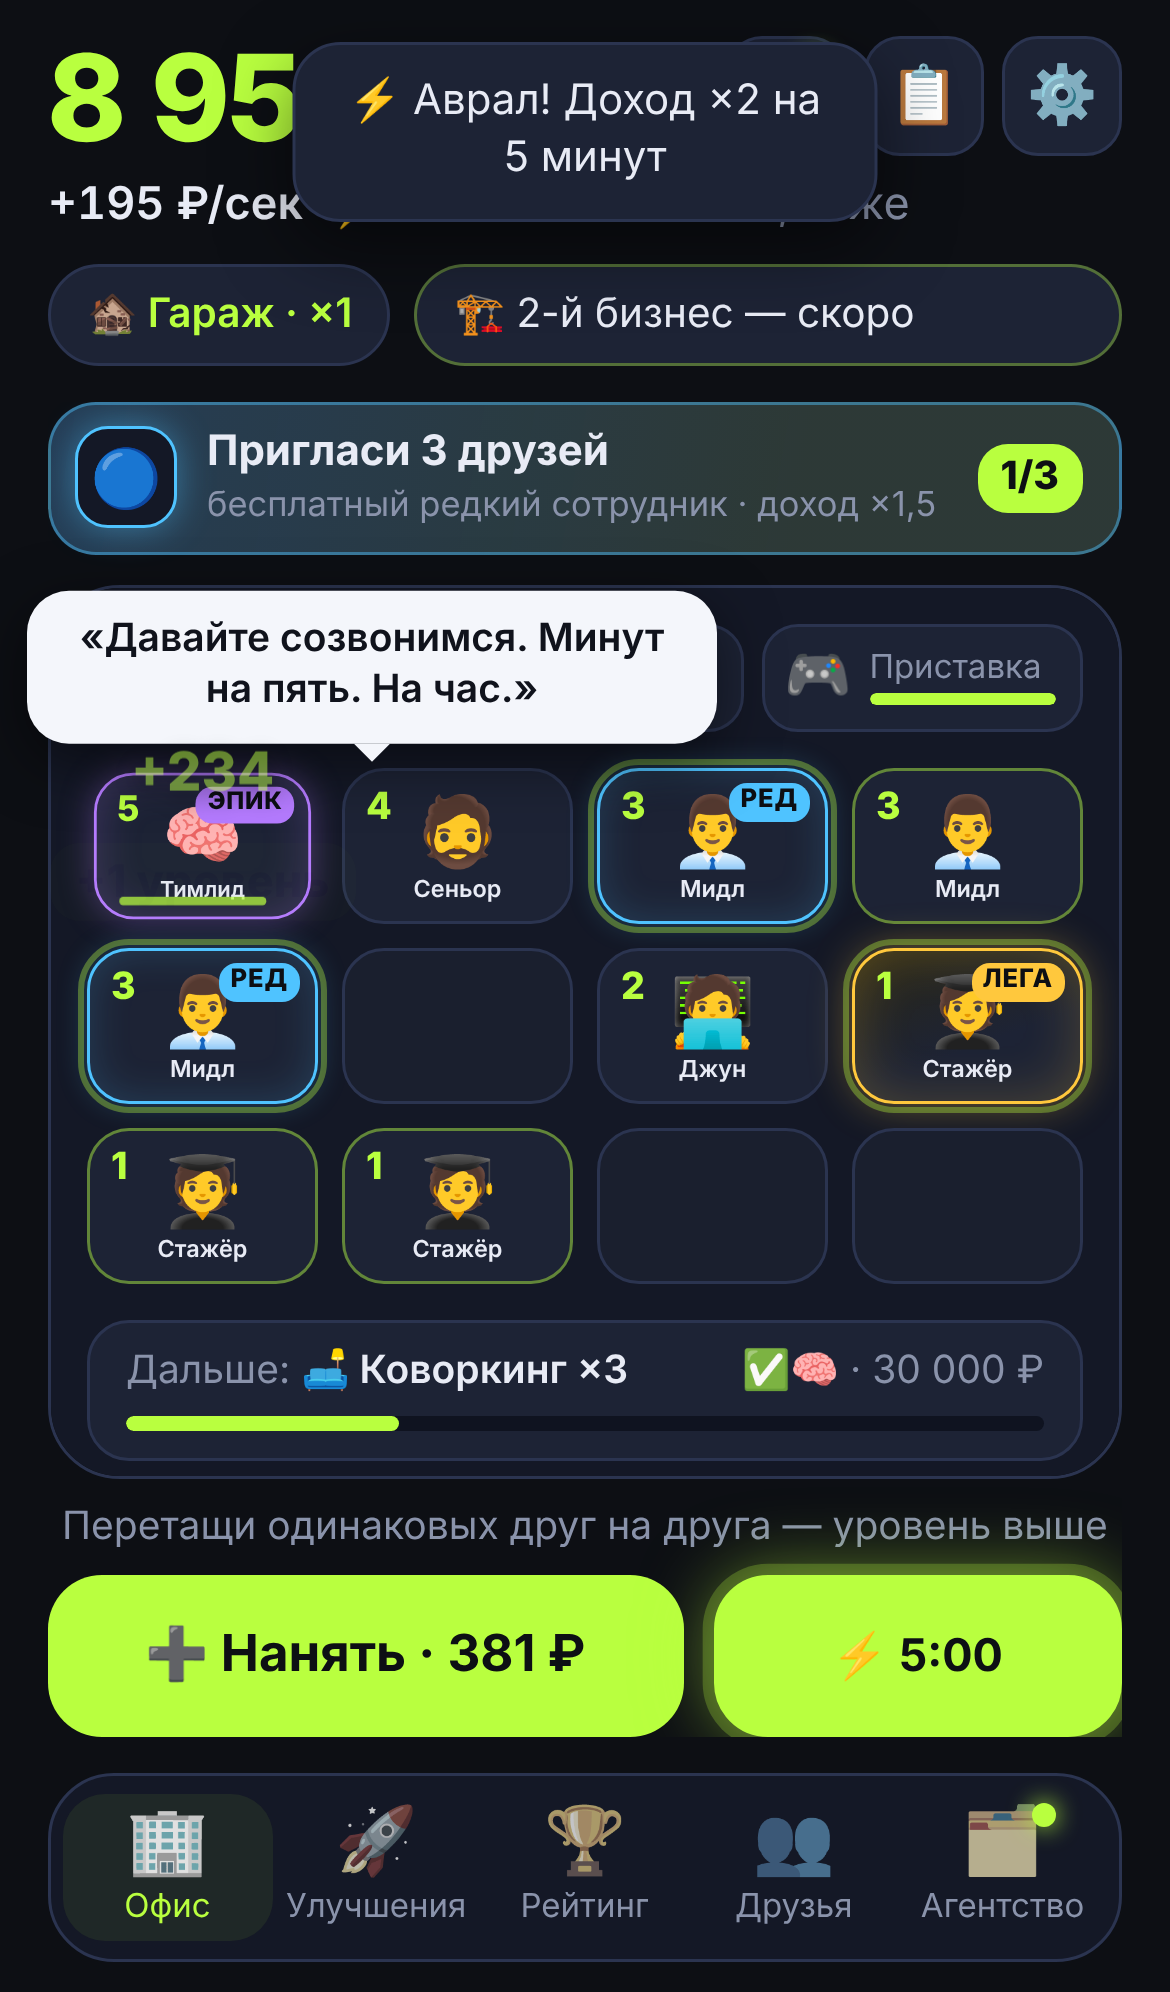 8 95
⚡ Аврал! Доход ×2 на
5 минут
+195 ₽/сек
же
Гараж · ×1
2-й бизнес — скоро
Пригласи 3 друзей
бесплатный редкий сотрудник · доход ×1,5
1/3
«Давайте созвонимся. Минут
на пять. На час.»
Приставка
+234
5 ЭПИК
Тимлид
4
Сеньор
3 РЕД
Мидл
3
Мидл
3 РЕД
Мидл
2
Джун
1 ЛЕГА
Стажёр
1
Стажёр
1
Стажёр
Дальше: Коворкинг ×3
· 30 000 ₽
Перетащи одинаковых друг на друга — уровень выше
➕ Нанять · 381 ₽
⚡ 5:00
Офис
Улучшения
Рейтинг
Друзья
Агентство